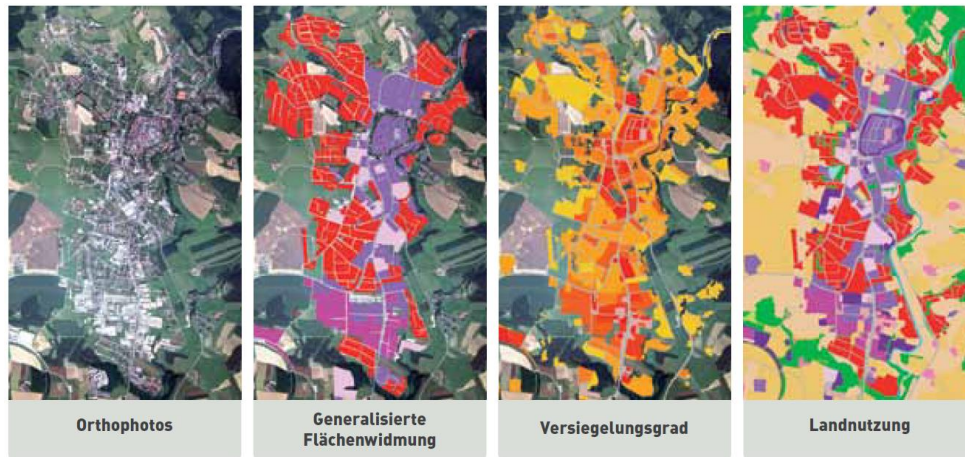 Orthophotos
Generalisierte
Flächenwidmung
Versiegelungsgrad
Landnutzung